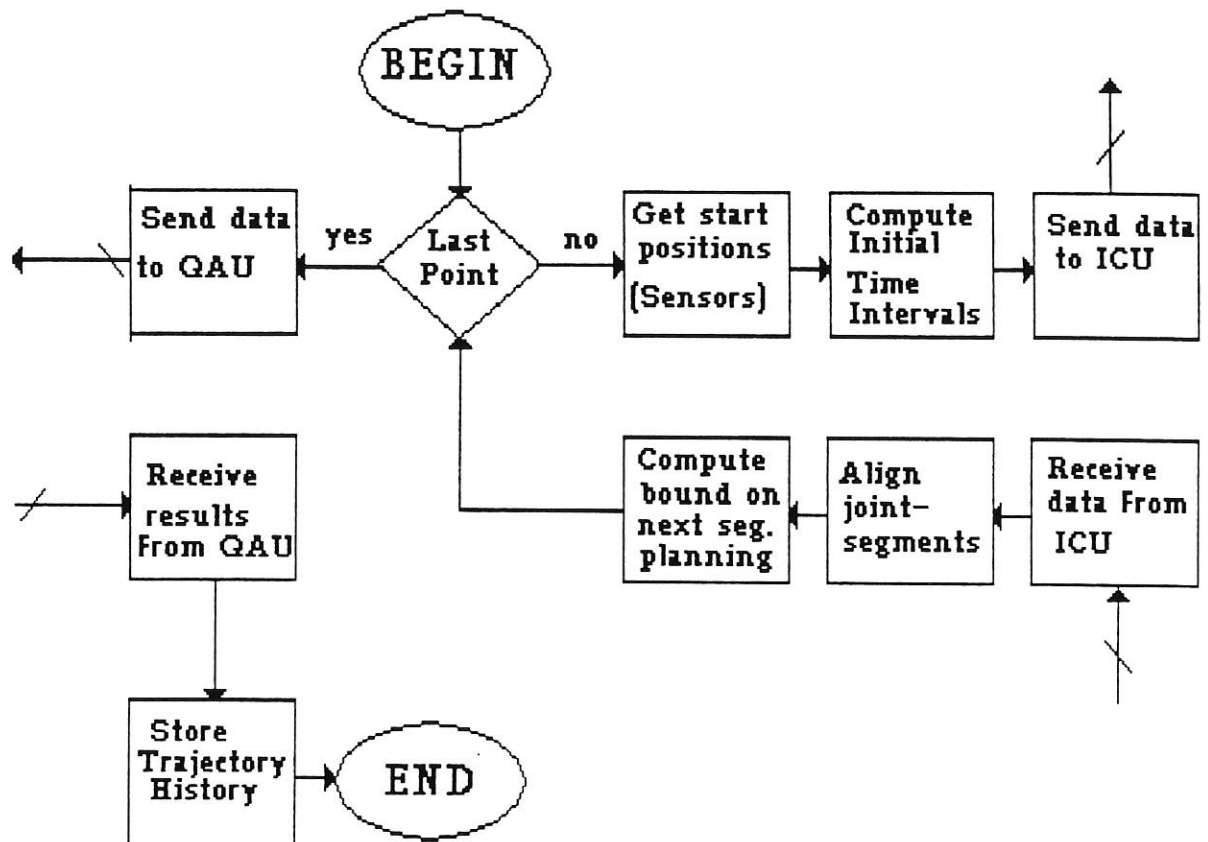 BEGIN
Send data
to QAU
yes
Last
Point
no
Get start
positions
(Sensors)
Compute
Initial
Time
Intervals
Send data
to ICU
Receive
results
From QAU
Compute
bound on
next seg.
planning
Align
joint-
segments
Receive
data From
ICU
Store
Trajectory
History
END